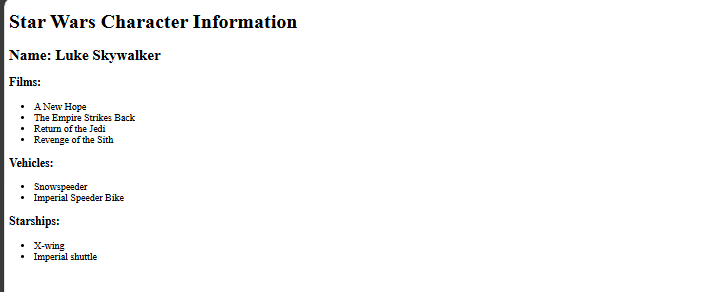 Star Wars Character Information
Name: Luke Skywalker
Films:
A New Hope
The Empire Strikes Back
Return of the Jedi
Revenge of the Sith
Vehicles:
Snowspeeder
Imperial Speeder Bike
Starships:
X-wing
Imperial shuttle